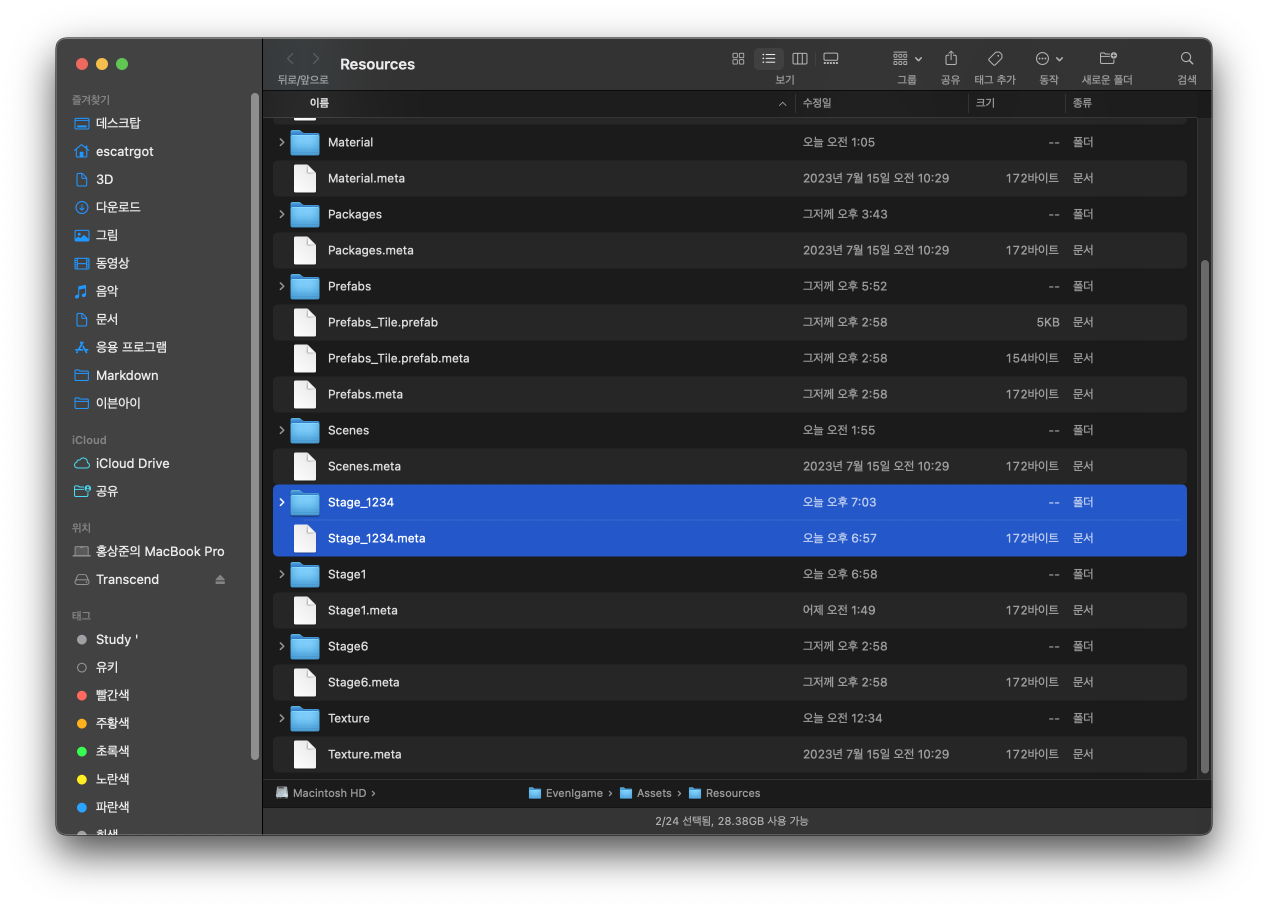 Resources
뒤로/앞으로
보기
그룹
공유
태그 추가
동작
새로운 폴더
검색
즐겨찾기
데스크탑
escatrgot
3D
다운로드
그림
동영상
음악
문서
응용 프로그램
Markdown
이븐아이
iCloud
iCloud Drive
공유
위치
홍상준의 MacBook Pro
Transcend
태그
Study '
유키
빨간색
주황색
초록색
노란색
파란색
회색
이름 수정일 크기 종류
Material 오늘 오전 1:05 -- 폴더
Material.meta 2023년 7월 15일 오전 10:29 172바이트 문서
Packages 그저께 오후 3:43 -- 폴더
Packages.meta 2023년 7월 15일 오전 10:29 172바이트 문서
Prefabs 그저께 오후 5:52 -- 폴더
Prefabs_Tile.prefab 그저께 오후 2:58 5KB 문서
Prefabs_Tile.prefab.meta 그저께 오후 2:58 154바이트 문서
Prefabs.meta 그저께 오후 2:58 172바이트 문서
Scenes 오늘 오전 1:55 -- 폴더
Scenes.meta 2023년 7월 15일 오전 10:29 172바이트 문서
Stage_1234 오늘 오후 7:03 -- 폴더
Stage_1234.meta 오늘 오후 6:57 172바이트 문서
Stage1 오늘 오후 6:58 -- 폴더
Stage1.meta 어제 오전 1:49 172바이트 문서
Stage6 그저께 오후 2:58 -- 폴더
Stage6.meta 그저께 오후 2:58 172바이트 문서
Texture 오늘 오전 12:34 -- 폴더
Texture.meta 2023년 7월 15일 오전 10:29 172바이트 문서
Macintosh HD › EvenIgame › Assets › Resources
2/24 선택됨, 28.38GB 사용 가능